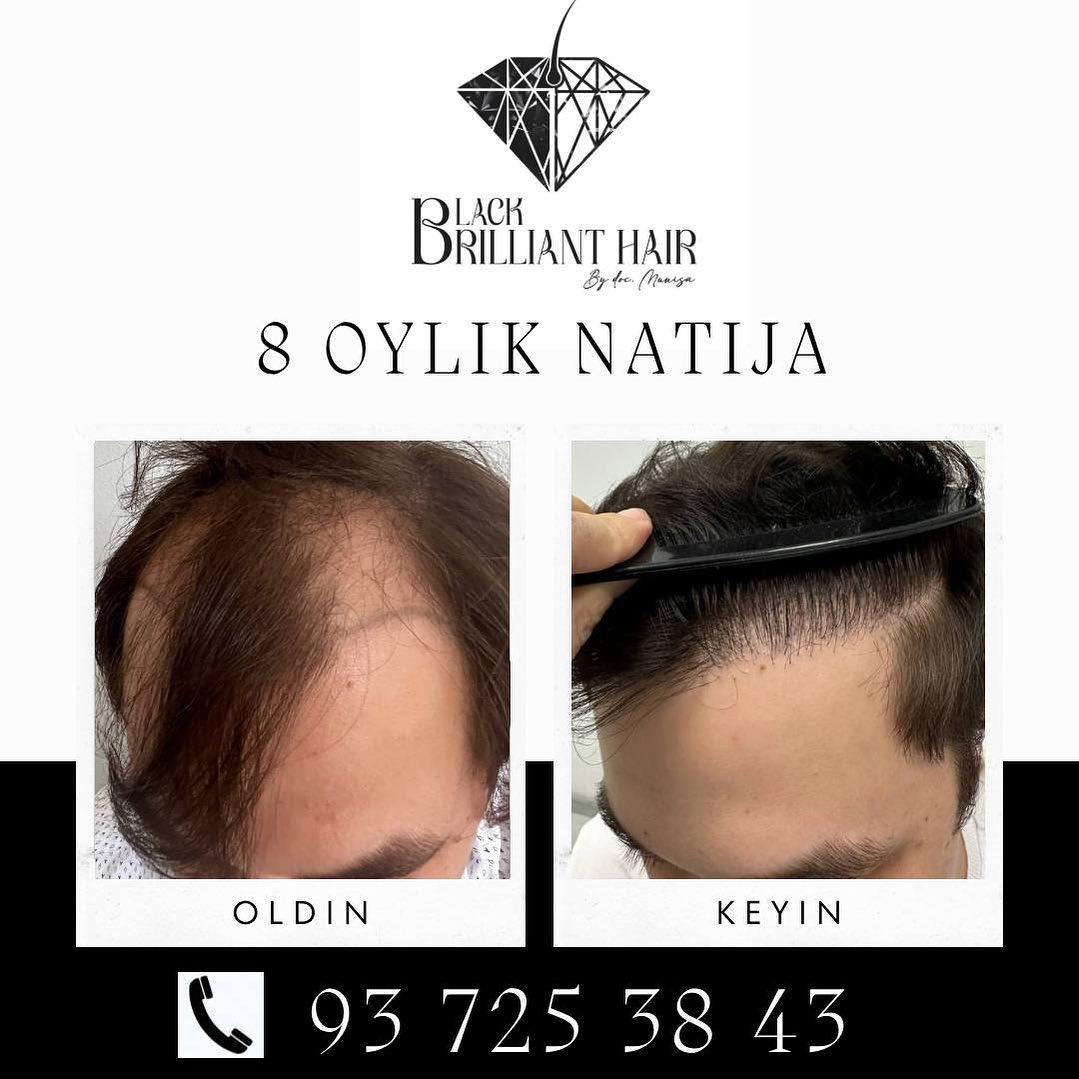 BLACK
BRILLIANT HAIR
By doc. Munisa
8 OYLIK NATIJA
OLDIN
KEYIN
93 725 38 43